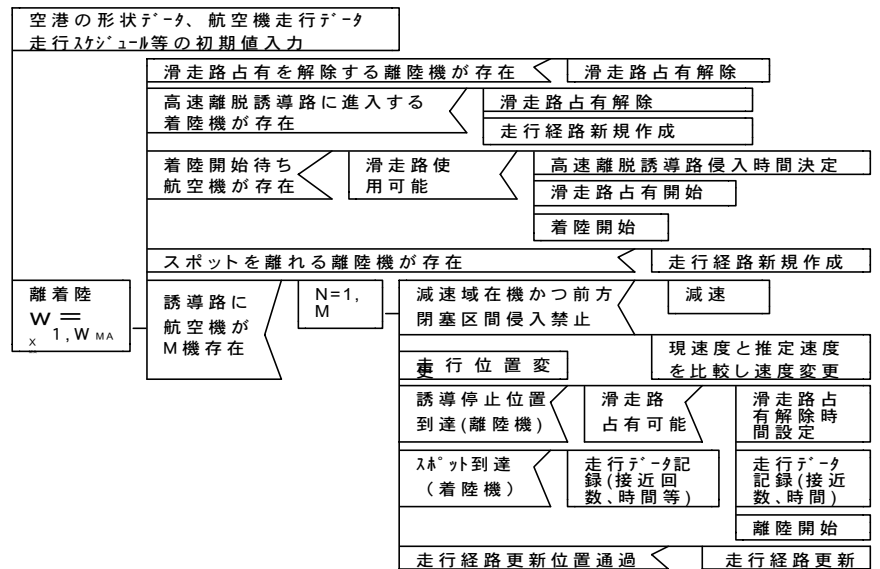 空港の形状ﾃﾞｰﾀ、航空機走行ﾃﾞｰﾀ
走行ｽｹｼﾞｭｰﾙ等の初期値入力
滑走路占有を解除する離陸機が存在
滑走路占有解除
高速離脱誘導路に進入する
着陸機が存在
滑走路占有解除
走行経路新規作成
着陸開始待ち
航空機が存在
滑走路使
用可能
高速離脱誘導路侵入時間決定
滑走路占有開始
着陸開始
スポットを離れる離陸機が存在
走行経路新規作成
離着陸
W＝
1,W MA
X
誘導路に
航空機が
M機存在
N=1,
M
減速域在機かつ前方
閉塞区間侵入禁止
減速
走行位置変
更
現速度と推定速度
を比較し速度変更
誘導停止位置
到達(離陸機)
滑走路
占有可能
滑走路占
有解除時
間設定
ｽﾎﾟｯﾄ到達
(着陸機)
走行ﾃﾞｰﾀ記
録(接近回
数､時間等)
走行ﾃﾞｰﾀ
記録(接近
数､時間)
離陸開始
走行経路更新位置通過
走行経路更新